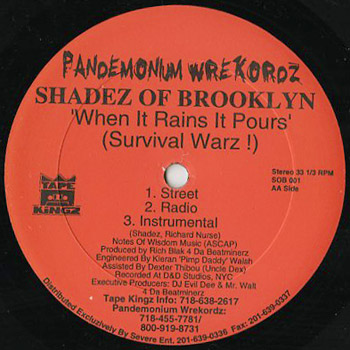 PANDEMONIUM WREKORDZ
SHADEZ OF BROOKLYN
'When It Rains It Pours'
(Survival Warz !)
Stereo 33 1/3 RPM
SOB 001
AA Side
TAPE
KINGZ
1. Street
2. Radio
3. Instrumental
(Shadez, Richard Nurse)
Notes Of Wisdom Music (ASCAP)
Produced by Rich Blak 4 Da Beatminerz
Engineered By Kieran 'Pimp Daddy' Walsh
Assisted By Dexter Thibou (Uncle Dex)
Recorded At D&D Studios, NYC
Executive Producers: DJ Evil Dee & Mr. Walt
4 Da Beatminerz
Tape Kingz Info: 718-638-2617
Pandemonium Wrekordz:
718-455-7781/
800-919-8731
Distributed Exclusively By Severe Ent. 201-639-0336 Fax: 201-639-0337